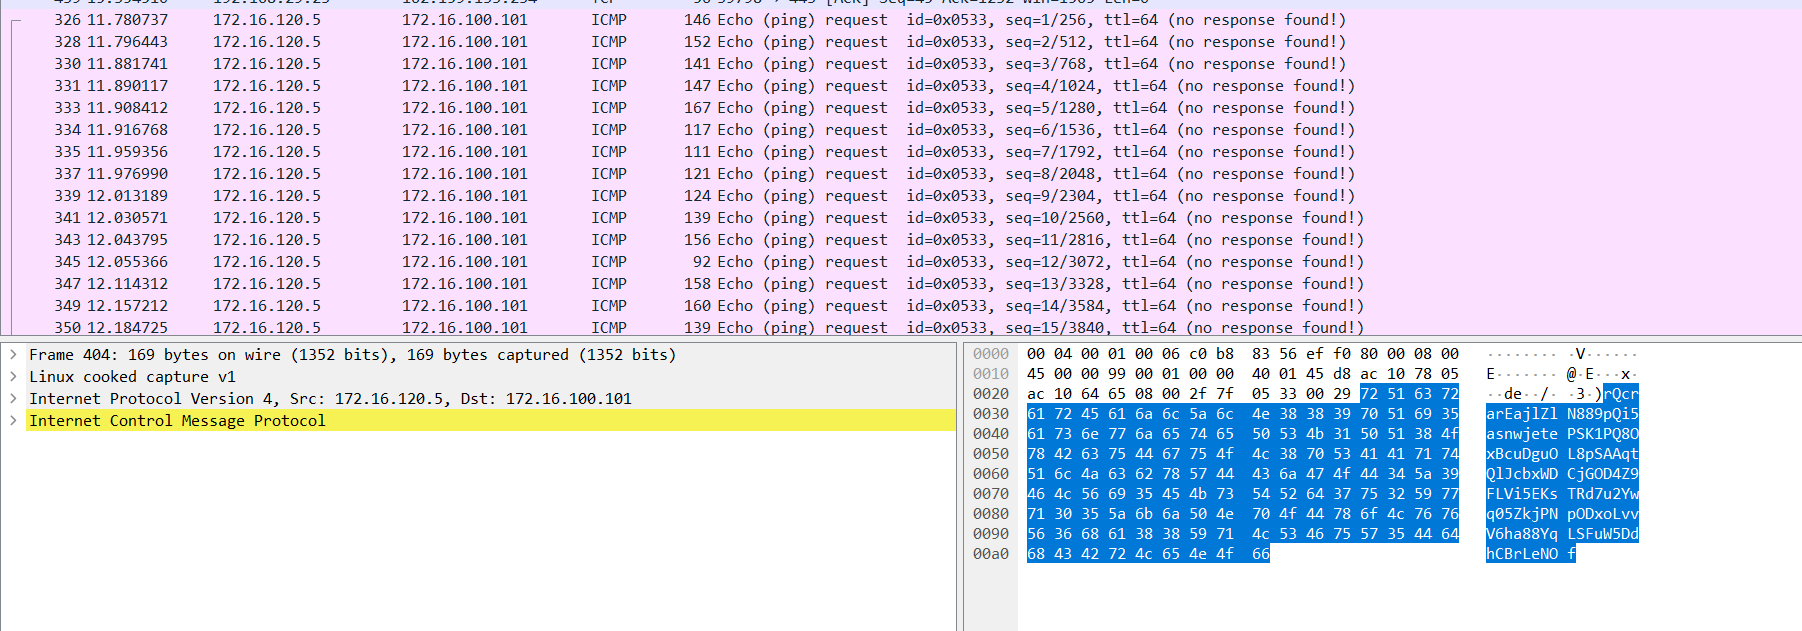 326 11.780737 172.16.120.5 172.16.100.101 ICMP 146 Echo (ping) request id=0x0533, seq=1/256, ttl=64 (no response found!)
328 11.796443 172.16.120.5 172.16.100.101 ICMP 152 Echo (ping) request id=0x0533, seq=2/512, ttl=64 (no response found!)
330 11.881741 172.16.120.5 172.16.100.101 ICMP 141 Echo (ping) request id=0x0533, seq=3/768, ttl=64 (no response found!)
331 11.890117 172.16.120.5 172.16.100.101 ICMP 147 Echo (ping) request id=0x0533, seq=4/1024, ttl=64 (no response found!)
333 11.908412 172.16.120.5 172.16.100.101 ICMP 167 Echo (ping) request id=0x0533, seq=5/1280, ttl=64 (no response found!)
334 11.916768 172.16.120.5 172.16.100.101 ICMP 117 Echo (ping) request id=0x0533, seq=6/1536, ttl=64 (no response found!)
335 11.959356 172.16.120.5 172.16.100.101 ICMP 111 Echo (ping) request id=0x0533, seq=7/1792, ttl=64 (no response found!)
337 11.976990 172.16.120.5 172.16.100.101 ICMP 121 Echo (ping) request id=0x0533, seq=8/2048, ttl=64 (no response found!)
339 12.013189 172.16.120.5 172.16.100.101 ICMP 124 Echo (ping) request id=0x0533, seq=9/2304, ttl=64 (no response found!)
341 12.030571 172.16.120.5 172.16.100.101 ICMP 139 Echo (ping) request id=0x0533, seq=10/2560, ttl=64 (no response found!)
343 12.043795 172.16.120.5 172.16.100.101 ICMP 156 Echo (ping) request id=0x0533, seq=11/2816, ttl=64 (no response found!)
345 12.055366 172.16.120.5 172.16.100.101 ICMP 92 Echo (ping) request id=0x0533, seq=12/3072, ttl=64 (no response found!)
347 12.114312 172.16.120.5 172.16.100.101 ICMP 158 Echo (ping) request id=0x0533, seq=13/3328, ttl=64 (no response found!)
349 12.157212 172.16.120.5 172.16.100.101 ICMP 160 Echo (ping) request id=0x0533, seq=14/3584, ttl=64 (no response found!)
350 12.184725 172.16.120.5 172.16.100.101 ICMP 139 Echo (ping) request id=0x0533, seq=15/3840, ttl=64 (no response found!)
Frame 404: 169 bytes on wire (1352 bits), 169 bytes captured (1352 bits)
Linux cooked capture v1
Internet Protocol Version 4, Src: 172.16.120.5, Dst: 172.16.100.101
Internet Control Message Protocol
0000 00 04 00 01 00 06 c0 b8 83 56 ef f0 80 00 08 00 ········ ·V······
0010 45 00 00 99 00 01 00 00 40 01 45 d8 ac 10 78 05 E······· @·E···x·
0020 ac 10 64 65 08 00 2f 7f 05 33 00 29 72 51 63 72 ··de··/· ·3·)rQcr
0030 61 72 45 61 6a 6c 5a 6c 4e 38 38 39 70 51 69 35 arEajlZl N889pQi5
0040 61 73 6e 77 6a 65 74 65 50 53 4b 31 50 51 38 4f asnwjete PSK1PQ8O
0050 78 42 63 75 44 67 75 4f 4c 38 70 53 41 41 71 74 xBcuDguO L8pSAAqt
0060 51 6c 4a 63 62 78 57 44 43 6a 47 4f 44 34 5a 39 QlJcbxWD CjGOD4Z9
0070 46 4c 56 69 35 45 4b 73 54 52 64 37 75 32 59 77 FLVi5EKs TRd7u2Yw
0080 71 30 35 5a 6b 6a 50 4e 70 4f 44 78 6f 4c 76 76 q05ZkjPN pODxoLvv
0090 56 36 68 61 38 38 59 71 4c 53 46 75 57 35 44 64 V6ha88Yq LSFuW5Dd
00a0 68 43 42 72 4c 65 4e 4f 66 hCBrLeNO f